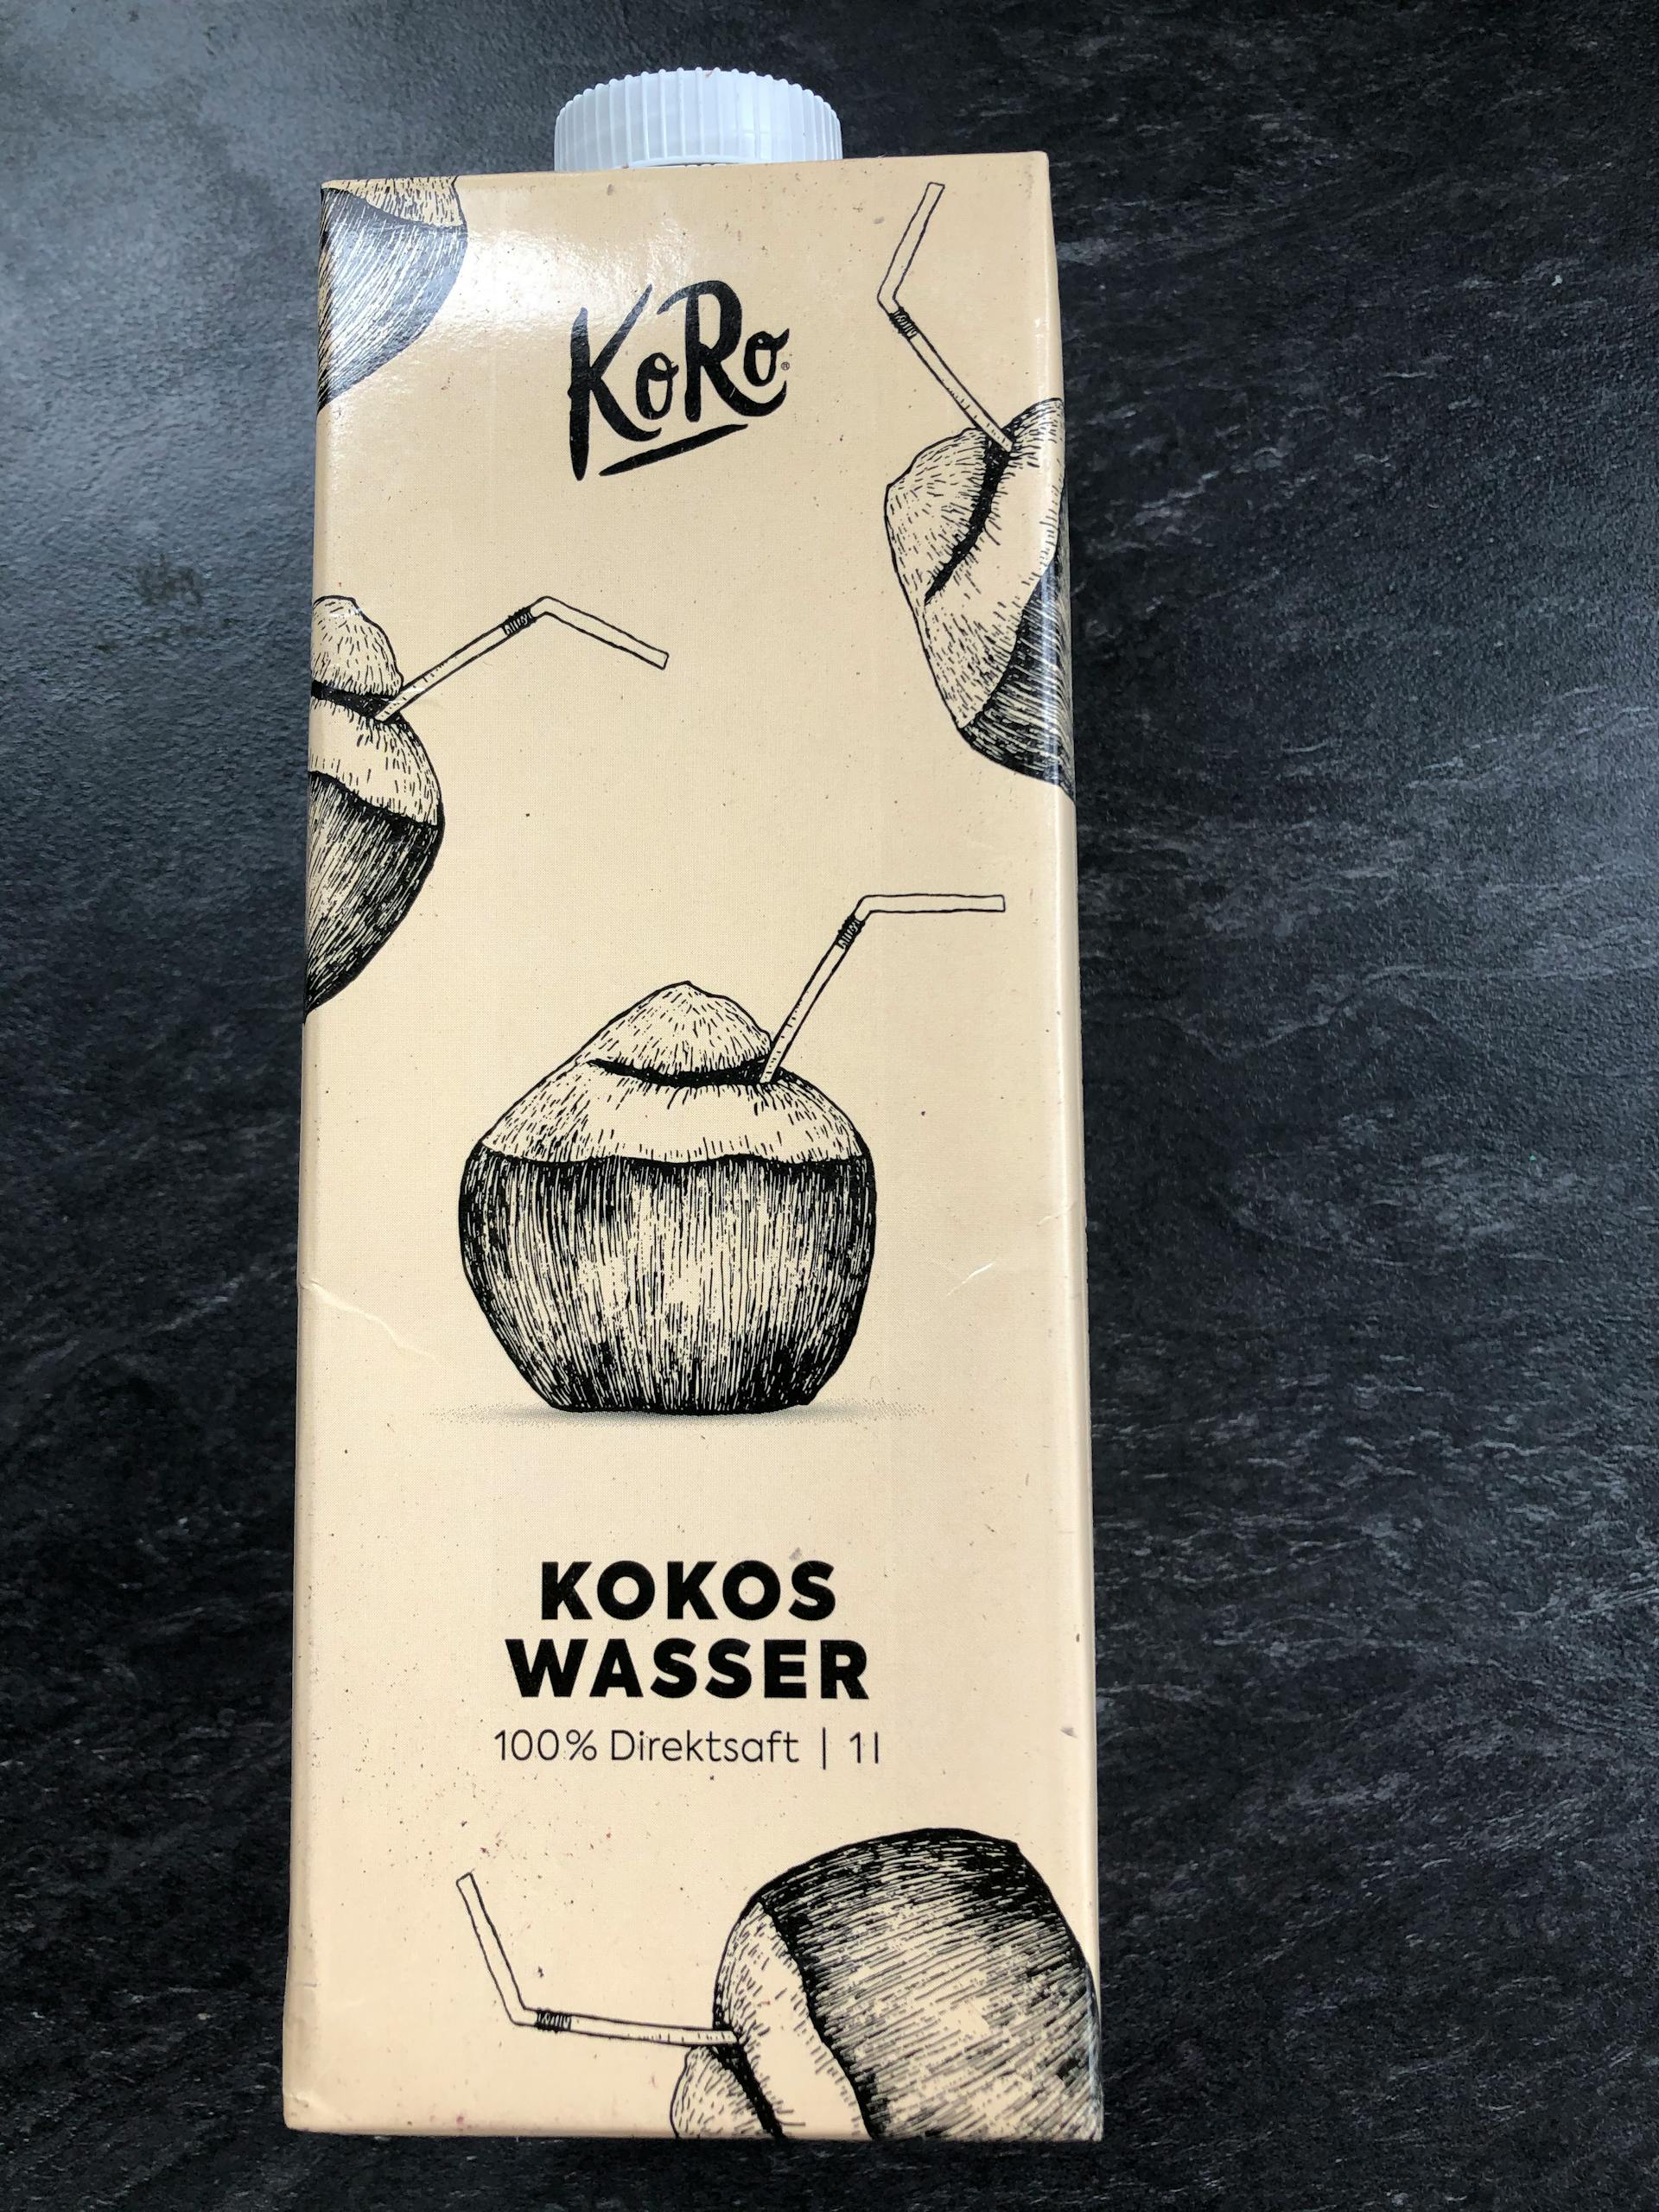 KoRo®
KOKOS
WASSER
100% Direktsaft | 1l